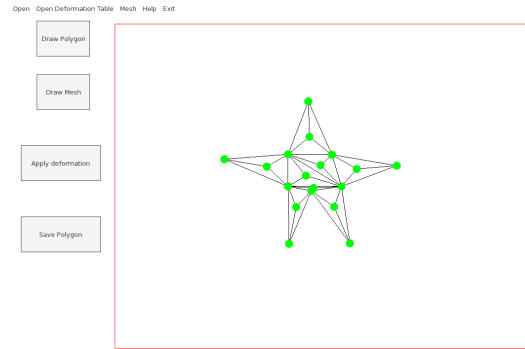 Open Open Deformation Table Mesh Help Exit
Draw Polygon
Draw Mesh
Apply deformation
Save Polygon